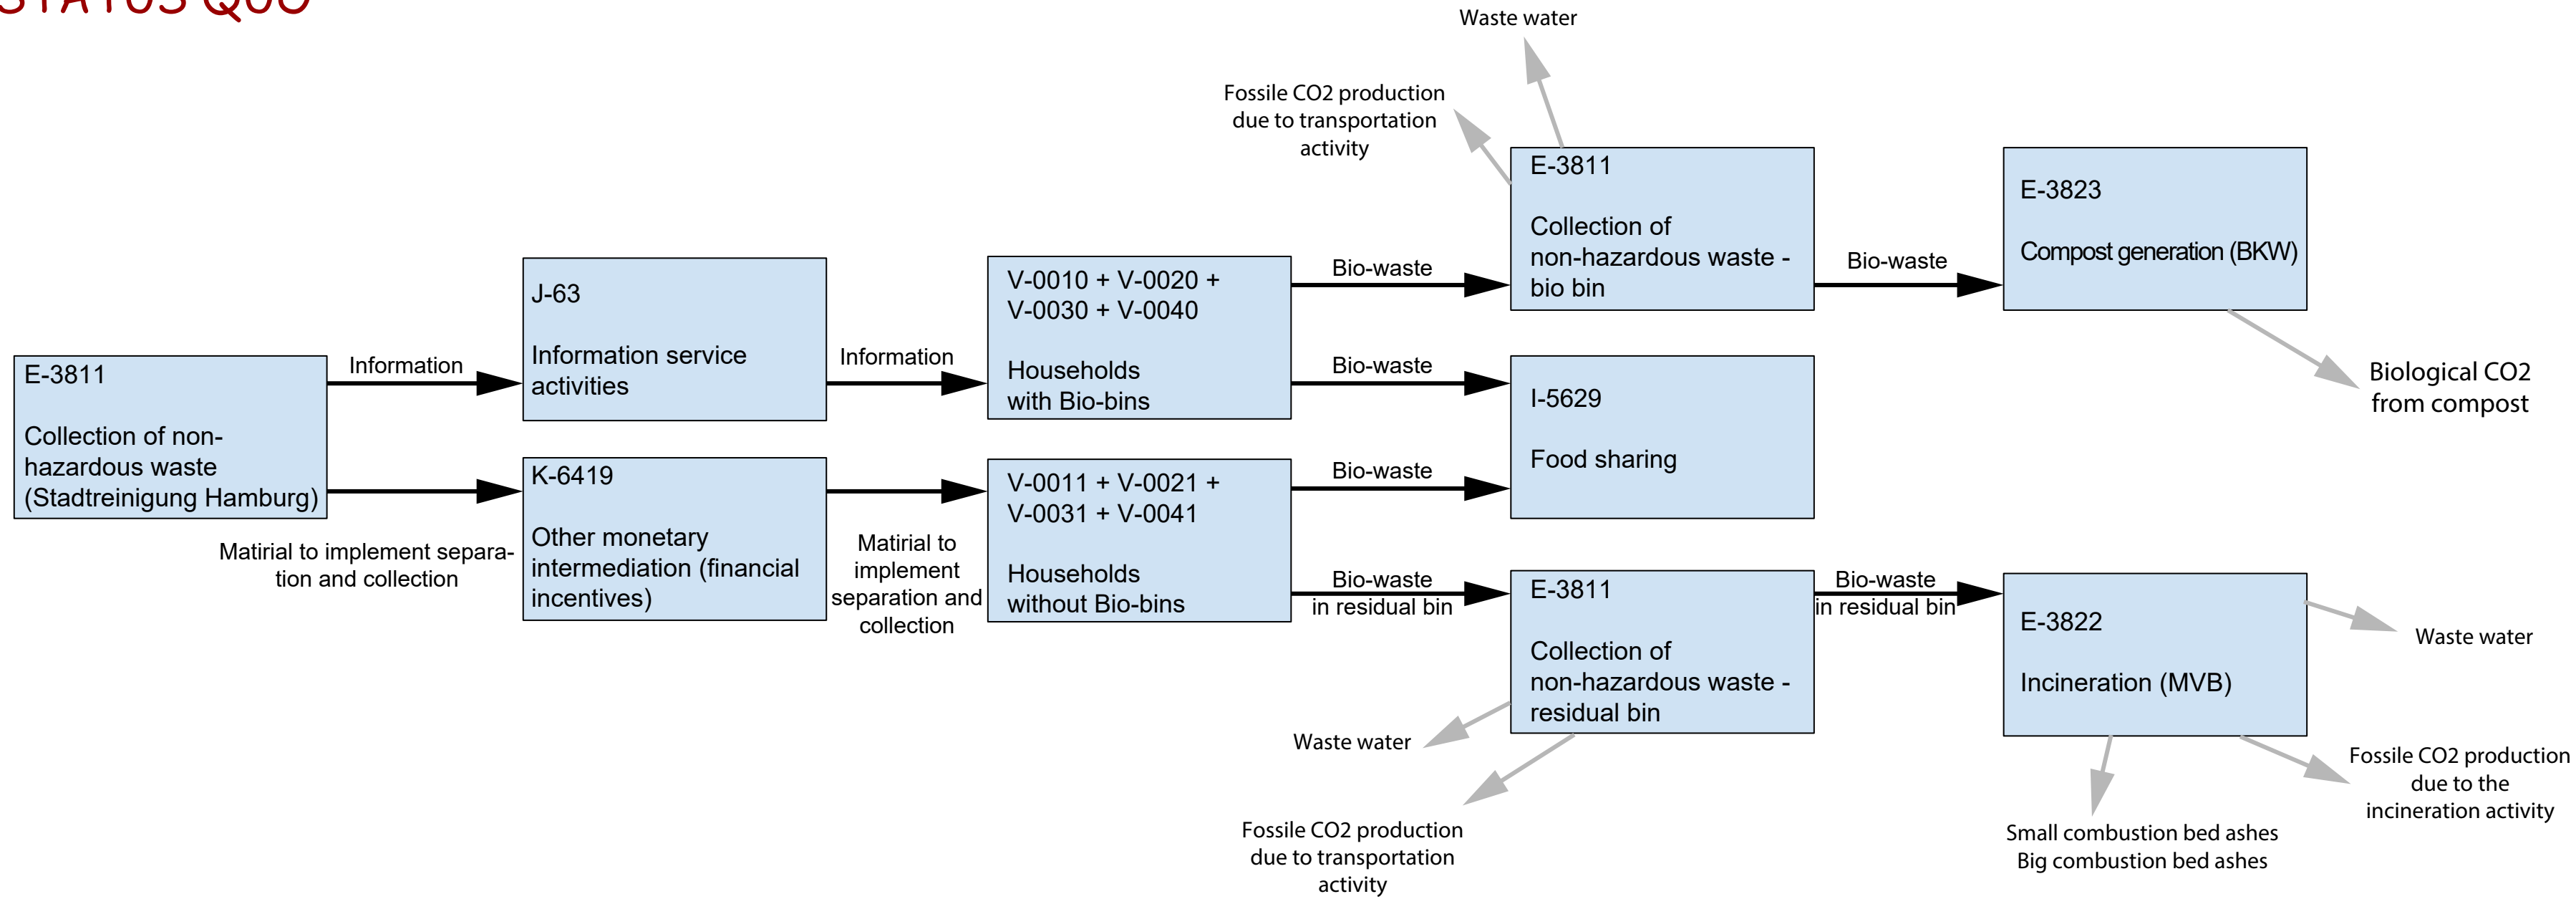 STATUS QUO
Waste water
Fossile CO2 production
due to transportation
activity
E-3811
Collection of
non-hazardous waste -
bio bin
E-3823
Compost generation (BKW)
Bio-waste
Bio-waste
J-63
Information service
activities
V-0010 + V-0020 +
V-0030 + V-0040
Households
with Bio-bins
Information
Information
Bio-waste
E-3811
Collection of non-
hazardous waste
(Stadtreinigung Hamburg)
I-5629
Food sharing
Biological CO2
from compost
K-6419
Other monetary
intermediation (financial
incentives)
V-0011 + V-0021 +
V-0031 + V-0041
Households
without Bio-bins
Bio-waste
Matirial to implement separa-
tion and collection
Matirial to
implement
separation and
collection
Bio-waste
in residual bin
E-3811
Collection of
non-hazardous waste -
residual bin
Bio-waste
in residual bin
E-3822
Incineration (MVB)
Waste water
Waste water
Fossile CO2 production
due to the
incineration activity
Fossile CO2 production
due to transportation
activity
Small combustion bed ashes
Big combustion bed ashes